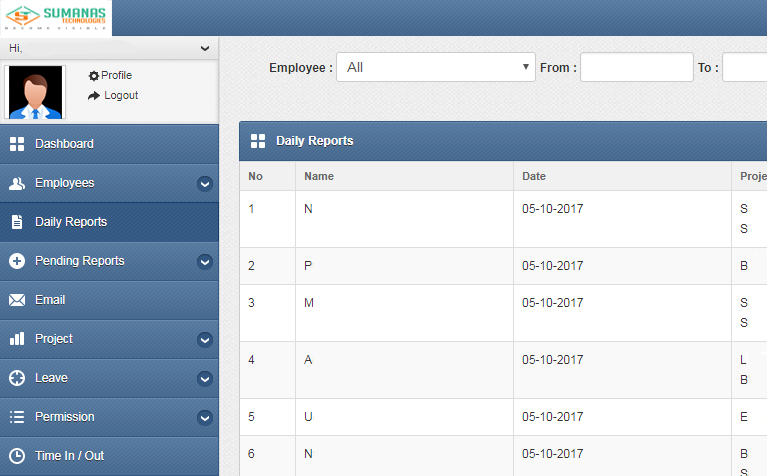 SUMANAS
TECHNOLOGIES
BECOME VISIBLE
Hi,
Profile
Logout
Dashboard
Employees
Daily Reports
Pending Reports
Email
Project
Leave
Permission
Time In / Out
Employee : All From : To :
Daily Reports
No Name Date Proje
1 N 05-10-2017 S
S
2 P 05-10-2017 B
3 M 05-10-2017 S
S
4 A 05-10-2017 L
B
5 U 05-10-2017 E
6 N 05-10-2017 B
S